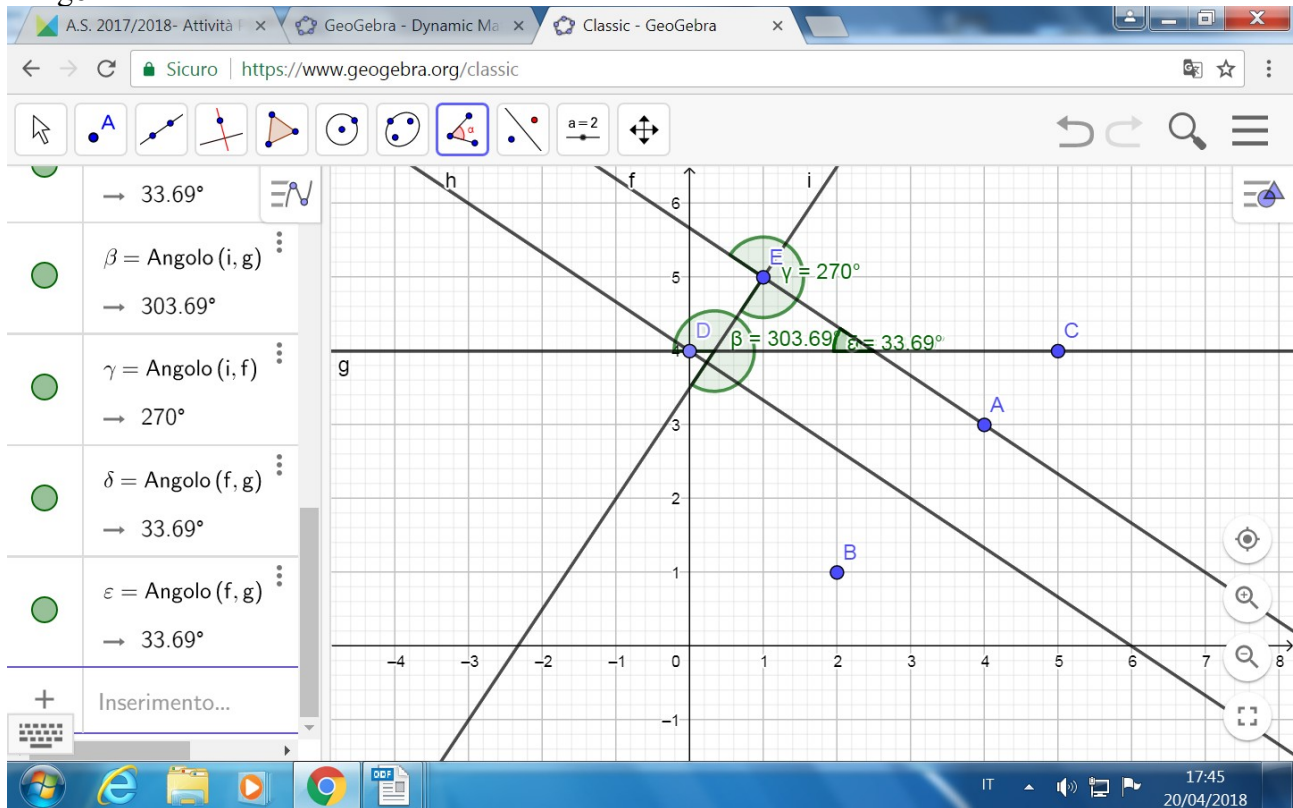 A.S. 2017/2018- Attività
GeoGebra - Dynamic Ma
Classic - GeoGebra
Sicuro
https://www.geogebra.org/classic
A
α
a=2
→ 33.69°
β = Angolo (i, g)
→ 303.69°
γ = Angolo (i, f)
→ 270°
δ = Angolo (f, g)
→ 33.69°
ε = Angolo (f, g)
→ 33.69°
+
Inserimento...
h
f
i
6
E
γ = 270°
5
D
β = 303.69°
ε = 33.69°
C
4
g
A
3
2
B
1
−4 −3 −2 −1 0 1 2 3 4 5 6 7 8
−1
ODF
IT
17:45
20/04/2018